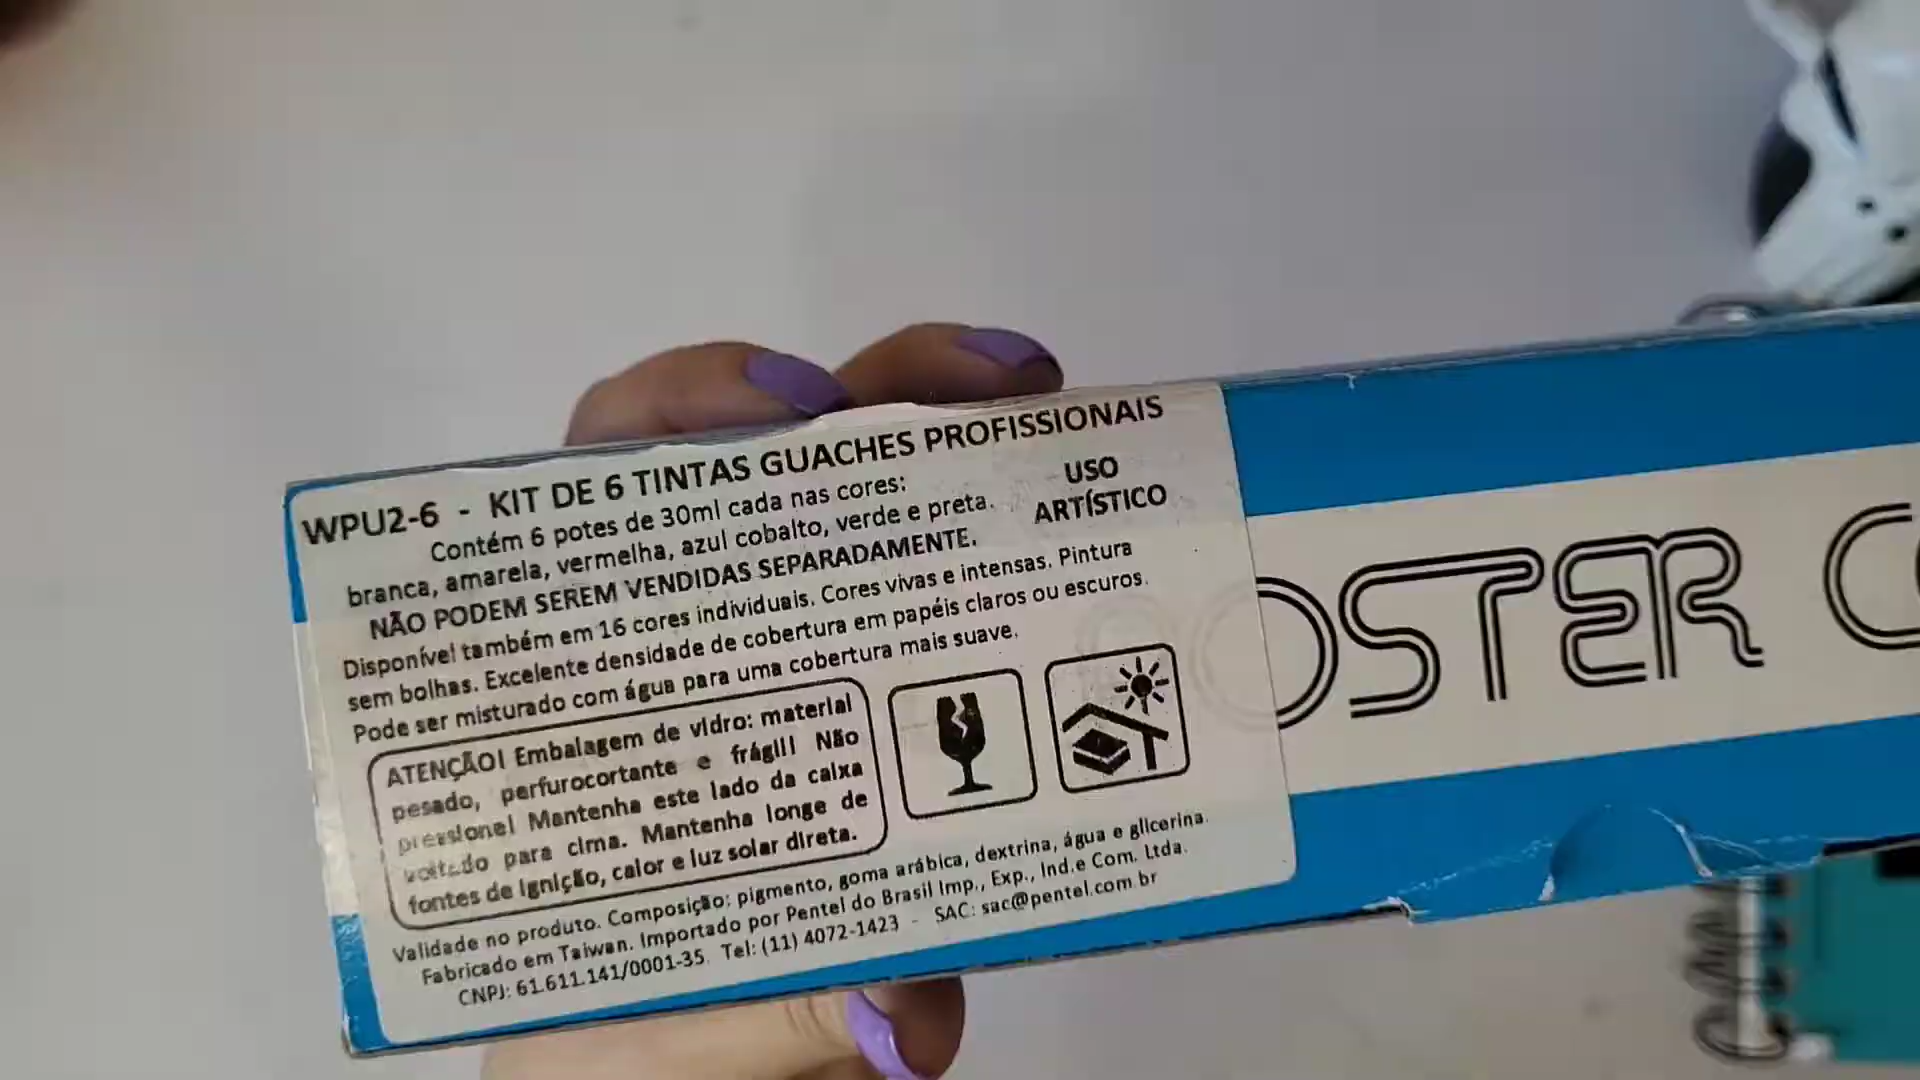 WPU2-6 - KIT DE 6 TINTAS GUACHES PROFISSIONAIS
Contém 6 potes de 30ml cada nas cores:
branca, amarela, vermelha, azul cobalto, verde e preta.
NÃO PODEM SEREM VENDIDAS SEPARADAMENTE.
USO
ARTÍSTICO
Disponível também em 16 cores individuais. Cores vivas e intensas. Pintura
sem bolhas. Excelente densidade de cobertura em papéis claros ou escuros.
Pode ser misturado com água para uma cobertura mais suave.
ATENÇÃO! Embalagem de vidro: material
pesado, perfurocortante e frágil! Não
pressione! Mantenha este lado da caixa
voltado para cima. Mantenha longe de
fontes de ignição, calor e luz solar direta.
Validade no produto. Composição: pigmento, goma arábica, dextrina, água e glicerina.
Fabricado em Taiwan. Importado por Pentel do Brasil Imp., Exp., Ind.e Com. Ltda.
CNPJ: 61.611.141/0001-35. Tel: (11) 4072-1423 - SAC: sac@pentel.com.br
OSTER C